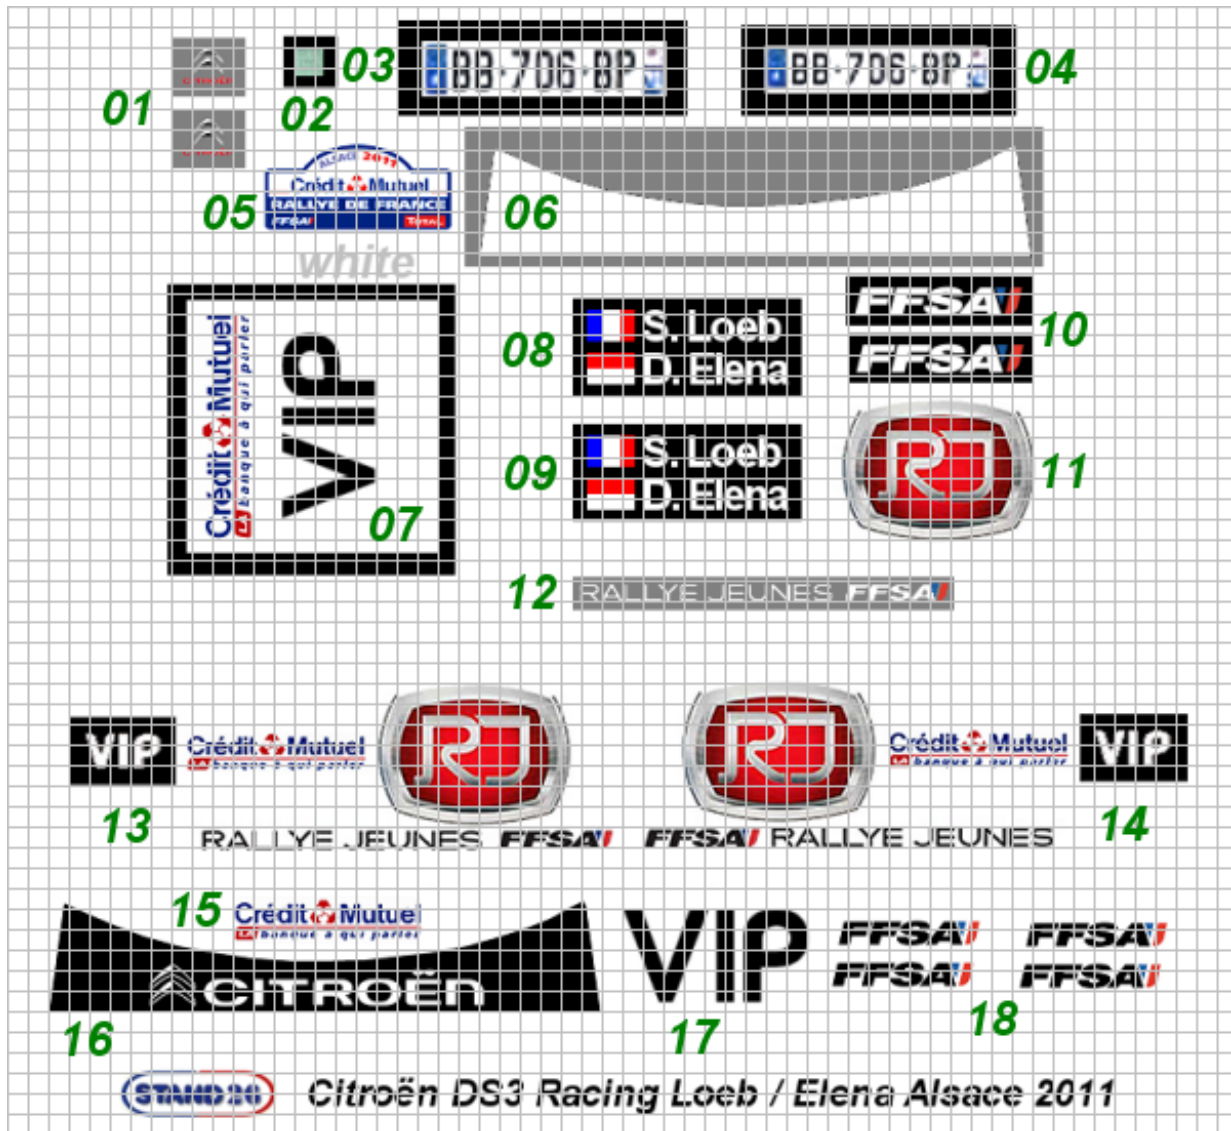 01
CITROËN
CITROËN
02
03
BB-706-BP
BB-706-BP
04
05
ALSACE 2011
Crédit Mutuel
RALLYE DE FRANCE
FFSA TOTAL
06
white
07
Crédit Mutuel
LA banque à qui parler
VIP
08
S. Loeb
D. Elena
09
S. Loeb
D. Elena
10
FFSA
FFSA
11
RJ
12
RALLYE JEUNES FFSA
13
VIP
Crédit Mutuel
LA banque à qui parler
RJ
RALLYE JEUNES FFSA
RJ
Crédit Mutuel
LA banque à qui parler
VIP
14
FFSA RALLYE JEUNES
15
Crédit Mutuel
LA banque à qui parler
16
CITROËN
17
VIP
18
FFSA FFSA
FFSA FFSA
STAND 26 Citroën DS3 Racing Loeb / Elena Alsace 2011